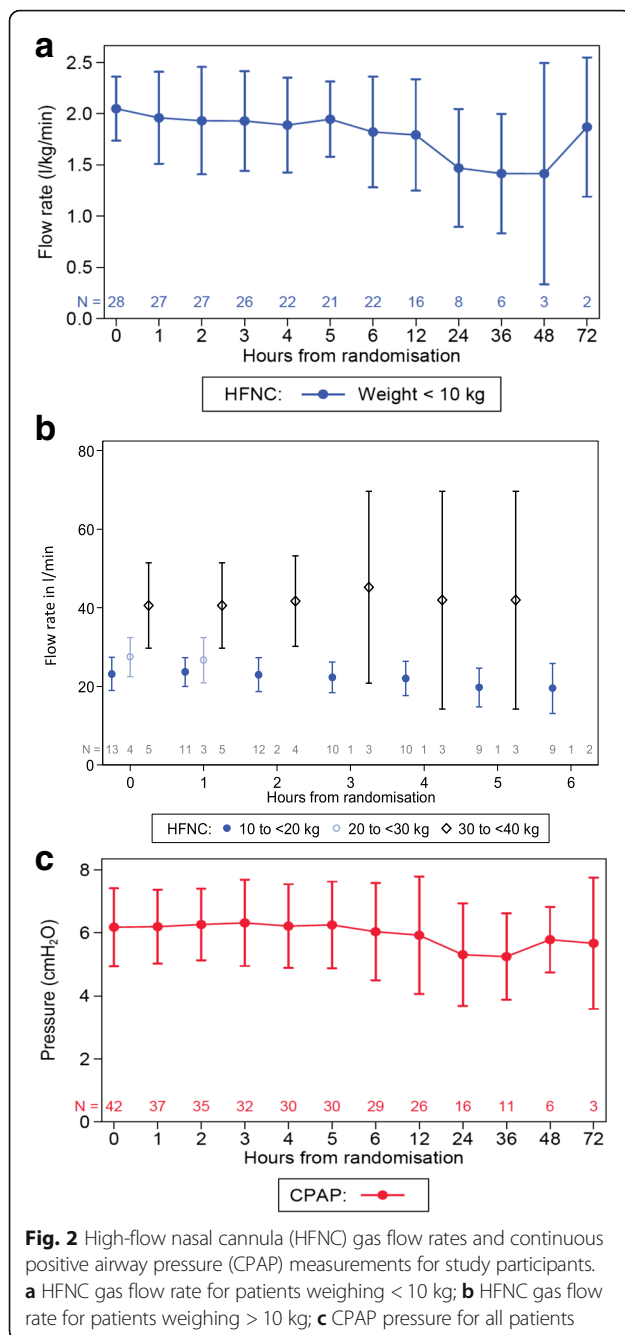 a
2.5
2.0
1.5
1.0
0.5
0.0
Flow rate (l/kg/min)
N = 28 27 27 26 22 21 22 16 8 6 3 2
0 1 2 3 4 5 6 12 24 36 48 72
Hours from randomisation
HFNC: Weight < 10 kg
b
80
60
40
20
0
Flow rate in l/min
N = 13 4 5 11 3 5 12 2 4 10 1 3 10 1 3 9 1 3 9 1 2
0 1 2 3 4 5 6
Hours from randomisation
HFNC: 10 to <20 kg 20 to <30 kg 30 to <40 kg
c
8
6
4
2
0
Pressure (cmH₂O)
N = 42 37 35 32 30 30 29 26 16 11 6 3
0 1 2 3 4 5 6 12 24 36 48 72
Hours from randomisation
CPAP:
Fig. 2 High-flow nasal cannula (HFNC) gas flow rates and continuous
positive airway pressure (CPAP) measurements for study participants.
a HFNC gas flow rate for patients weighing < 10 kg; b HFNC gas flow
rate for patients weighing > 10 kg; c CPAP pressure for all patients